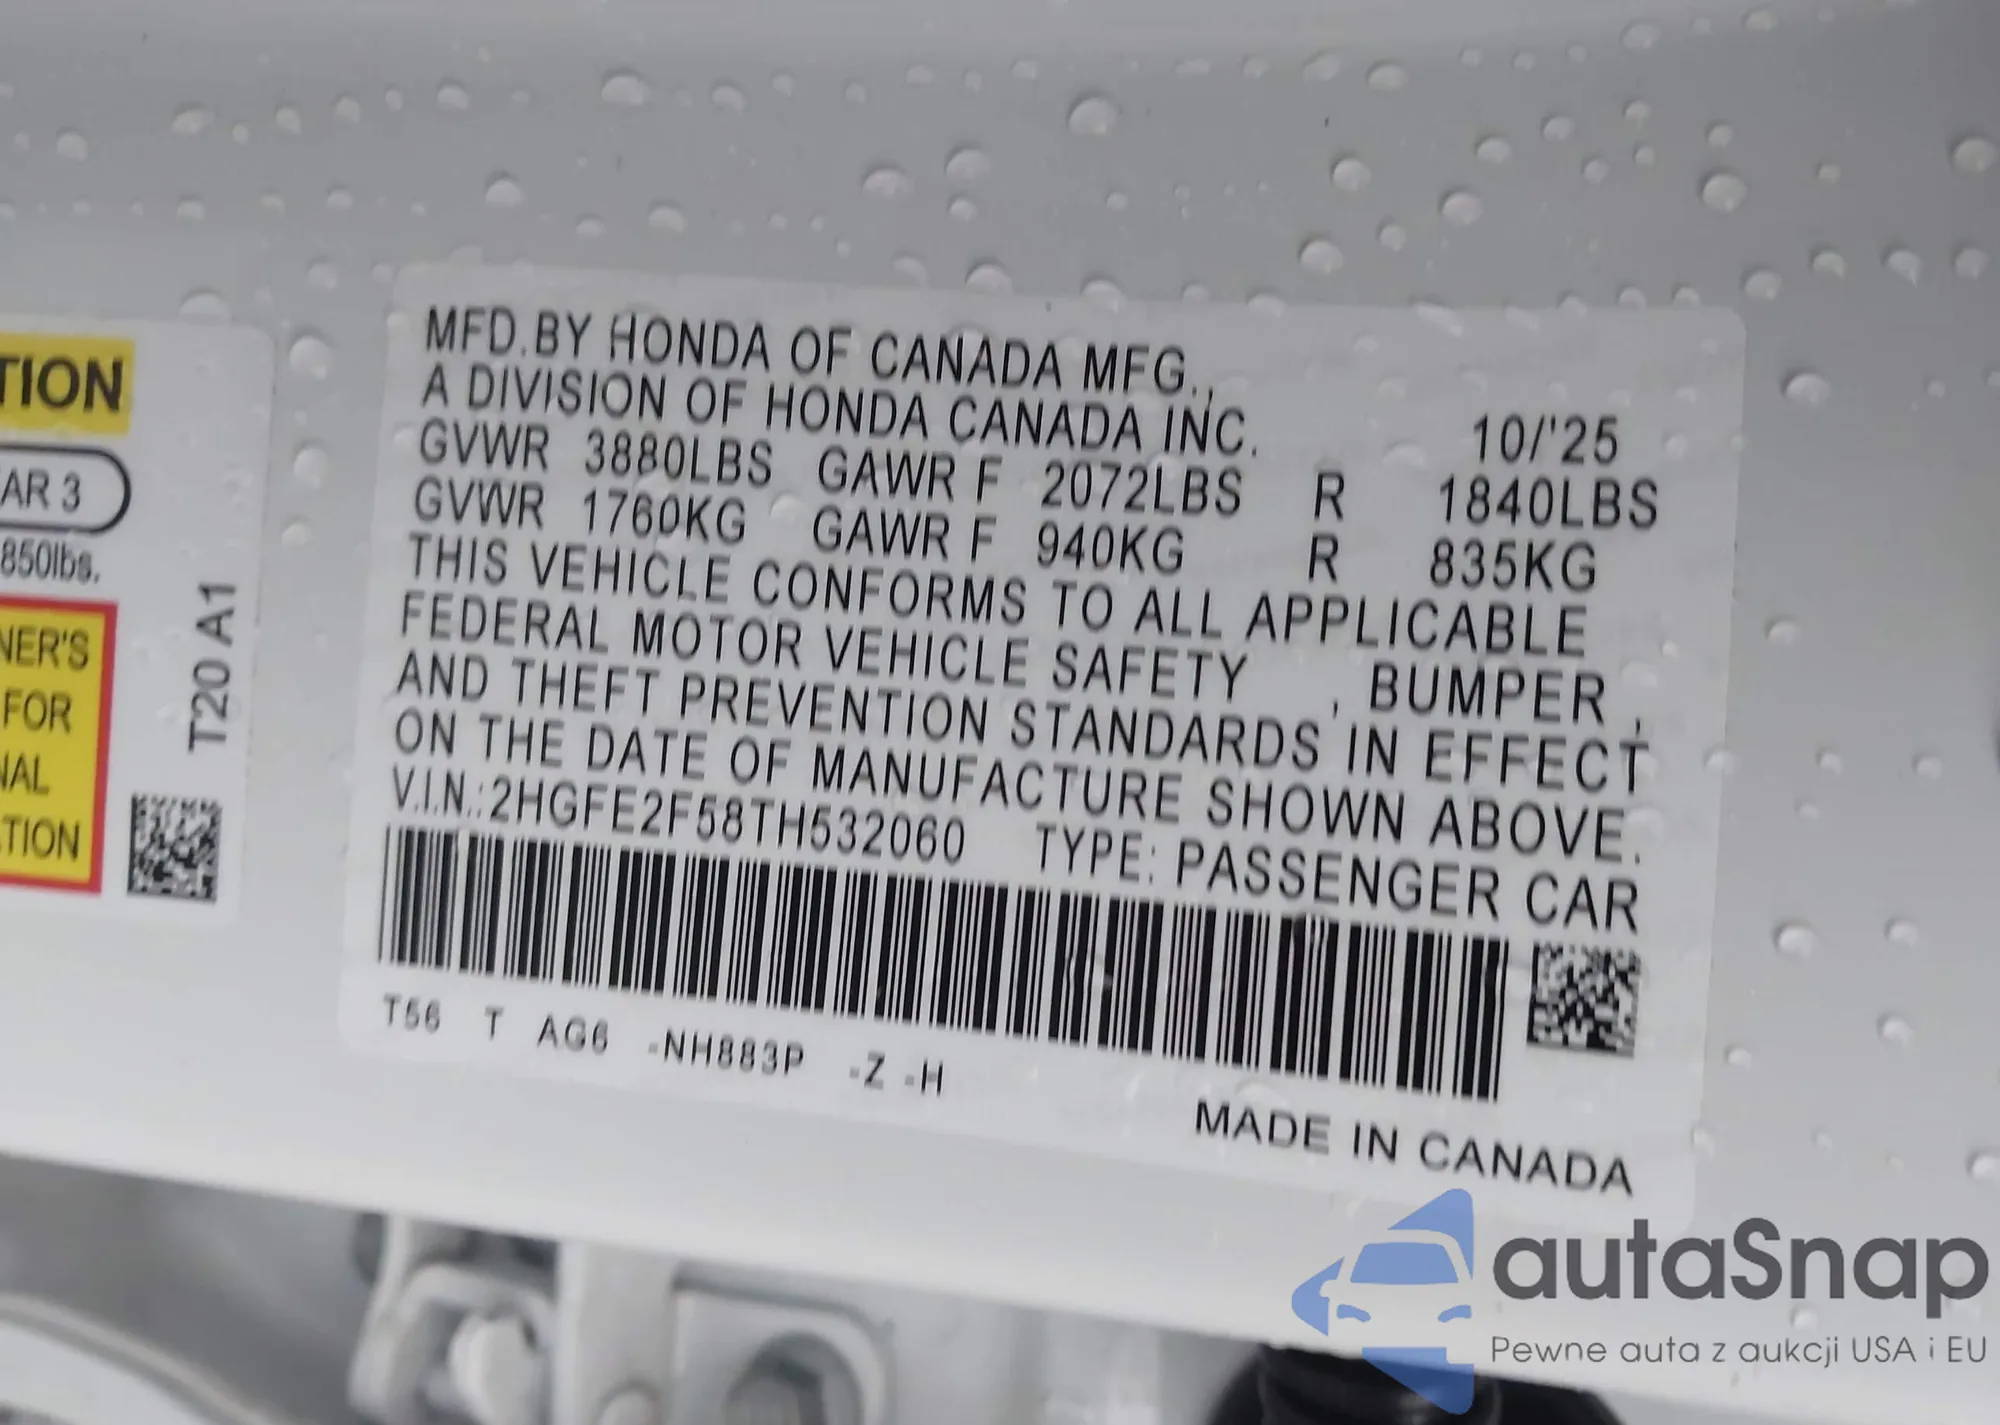 MFD.BY HONDA OF CANADA MFG.,
A DIVISION OF HONDA CANADA INC. 10/'25
GVWR 3880LBS GAWR F 2072LBS R 1840LBS
GVWR 1760KG GAWR F 940KG R 835KG
THIS VEHICLE CONFORMS TO ALL APPLICABLE
FEDERAL MOTOR VEHICLE SAFETY , BUMPER ,
AND THEFT PREVENTION STANDARDS IN EFFECT
ON THE DATE OF MANUFACTURE SHOWN ABOVE.
V.I.N.:2HGFE2F58TH532060 TYPE: PASSENGER CAR
T56 T AG6 -NH883P -Z -H
MADE IN CANADA
TION
AR 3
850lbs.
NER'S
FOR
NAL
TION
T20 A1
autaSnap
Pewne auta z aukcji USA i EU